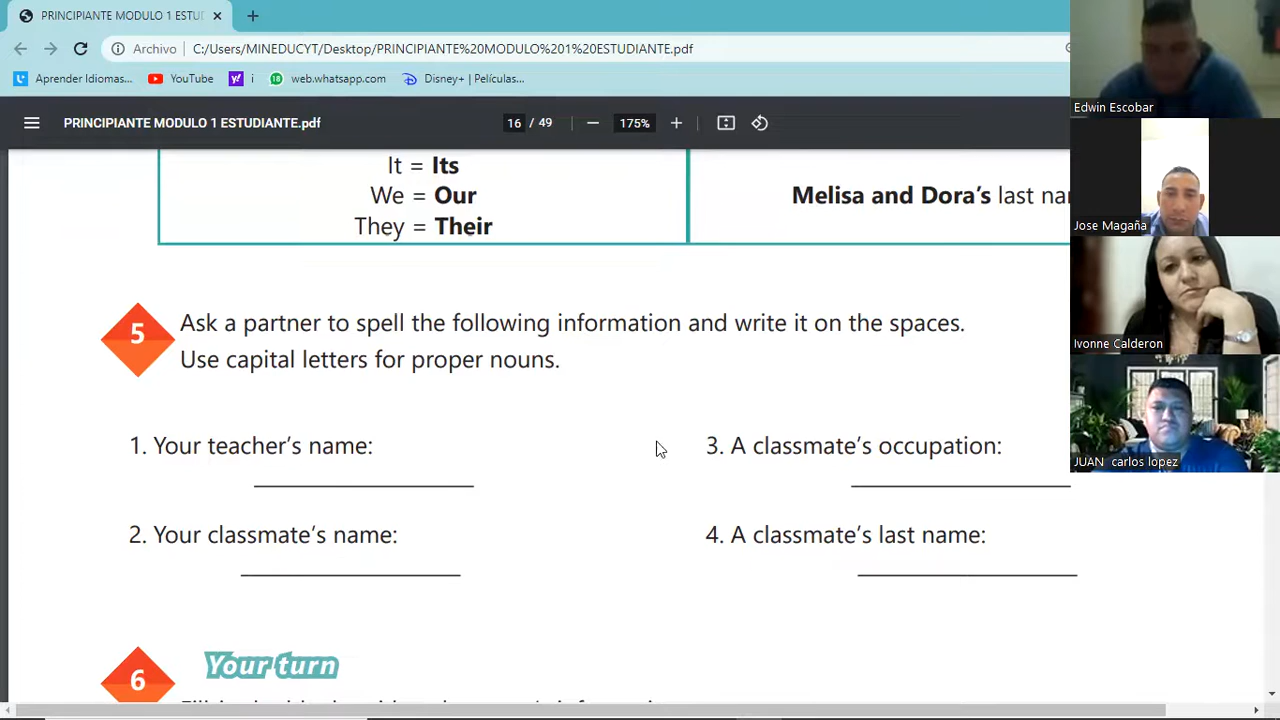 PRINCIPIANTE MODULO 1 ESTU
Archivo C:/Users/MINEDUCYT/Desktop/PRINCIPIANTE%20MODULO%201%20ESTUDIANTE.pdf
Aprender Idiomas... YouTube i web.whatsapp.com Disney+ | Películas...
PRINCIPIANTE MODULO 1 ESTUDIANTE.pdf 16 / 49 175%
It = Its
We = Our
They = Their
Melisa and Dora's last na
5 Ask a partner to spell the following information and write it on the spaces.
Use capital letters for proper nouns.
1. Your teacher's name:
2. Your classmate's name:
3. A classmate's occupation:
4. A classmate's last name:
6 Your turn
Edwin Escobar
Jose Magaña
Ivonne Calderon
JUAN carlos lopez